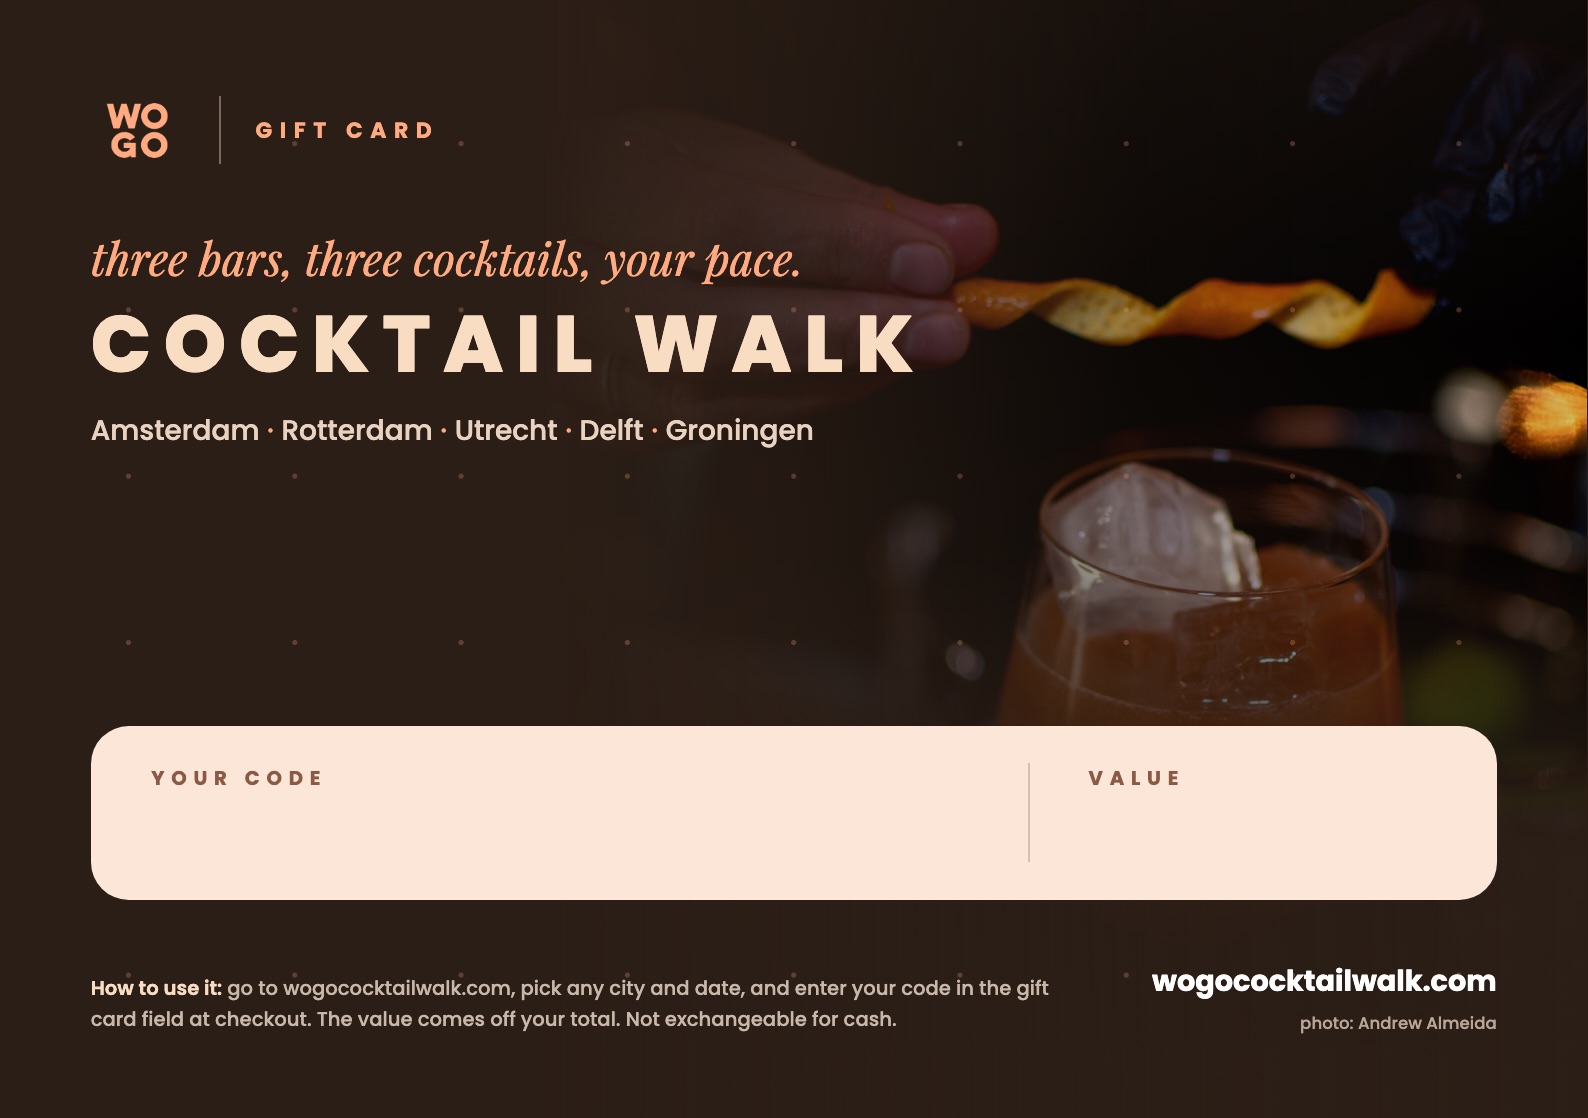 WO
GO
GIFT CARD
three bars, three cocktails, your pace.
COCKTAIL WALK
Amsterdam · Rotterdam · Utrecht · Delft · Groningen
YOUR CODE
VALUE
How to use it: go to wogococktailwalk.com, pick any city and date, and enter your code in the gift
card field at checkout. The value comes off your total. Not exchangeable for cash.
wogococktailwalk.com
photo: Andrew Almeida